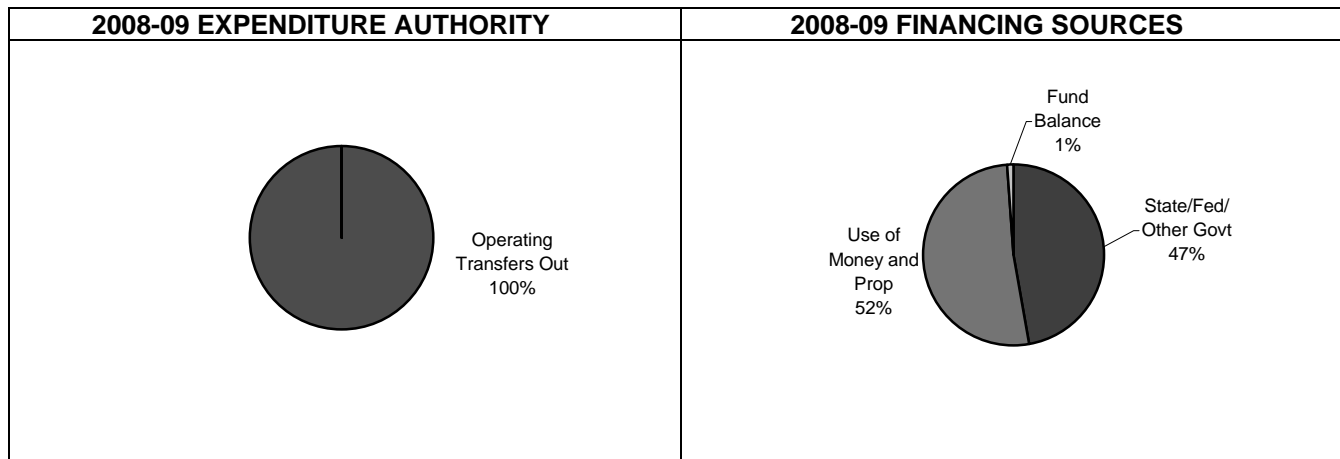 2008-09 EXPENDITURE AUTHORITY
2008-09 FINANCING SOURCES
Operating
Transfers Out
100%
Fund
Balance
1%
State/Fed/
Other Govt
47%
Use of
Money and
Prop
52%